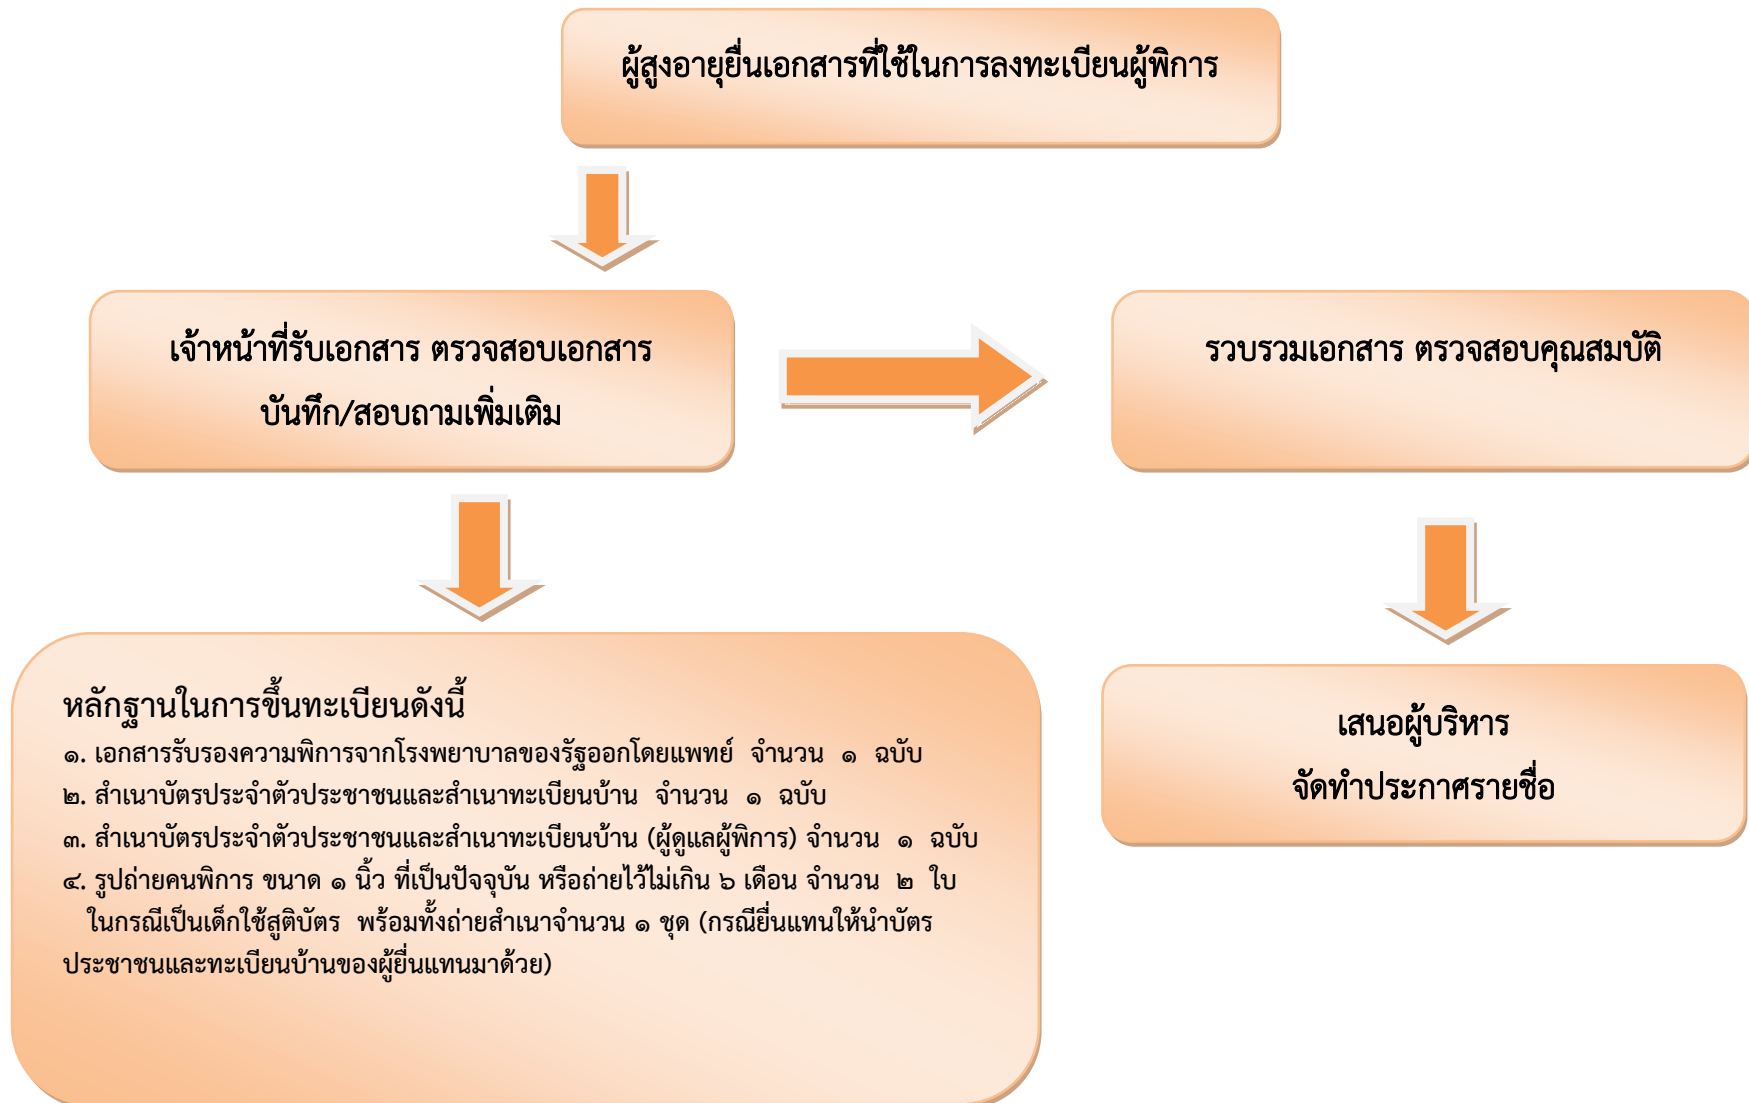 ผู้สูงอายุยื่นเอกสารที่ใช้ในการลงทะเบียนผู้พิการ
เจ้าหน้าที่รับเอกสาร ตรวจสอบเอกสาร
บันทึก/สอบถามเพิ่มเติม
รวบรวมเอกสาร ตรวจสอบคุณสมบัติ
หลักฐานในการขึ้นทะเบียนดังนี้
๑. เอกสารรับรองความพิการจากโรงพยาบาลของรัฐออกโดยแพทย์ จำนวน ๑ ฉบับ
๒. สำเนาบัตรประจำตัวประชาชนและสำเนาทะเบียนบ้าน จำนวน ๑ ฉบับ
๓. สำเนาบัตรประจำตัวประชาชนและสำเนาทะเบียนบ้าน (ผู้ดูแลผู้พิการ) จำนวน ๑ ฉบับ
๔. รูปถ่ายคนพิการ ขนาด ๑ นิ้ว ที่เป็นปัจจุบัน หรือถ่ายไว้ไม่เกิน ๖ เดือน จำนวน ๒ ใบ
ในกรณีเป็นเด็กใช้สูติบัตร พร้อมทั้งถ่ายสำเนาจำนวน ๑ ชุด (กรณียื่นแทนให้นำบัตร
ประชาชนและทะเบียนบ้านของผู้ยื่นแทนมาด้วย)
เสนอผู้บริหาร
จัดทำประกาศรายชื่อ